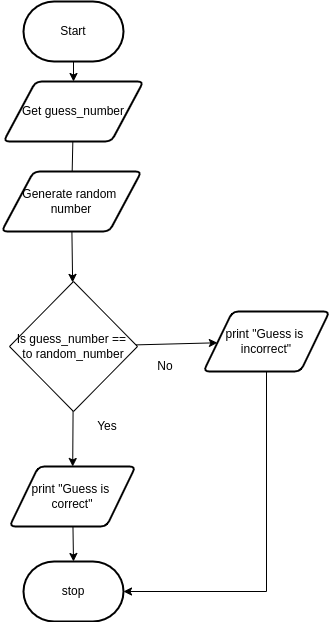 Start
Get guess_number
Generate random
number
Is guess_number ==
to random_number
No
print "Guess is
incorrect"
Yes
print "Guess is
correct"
stop